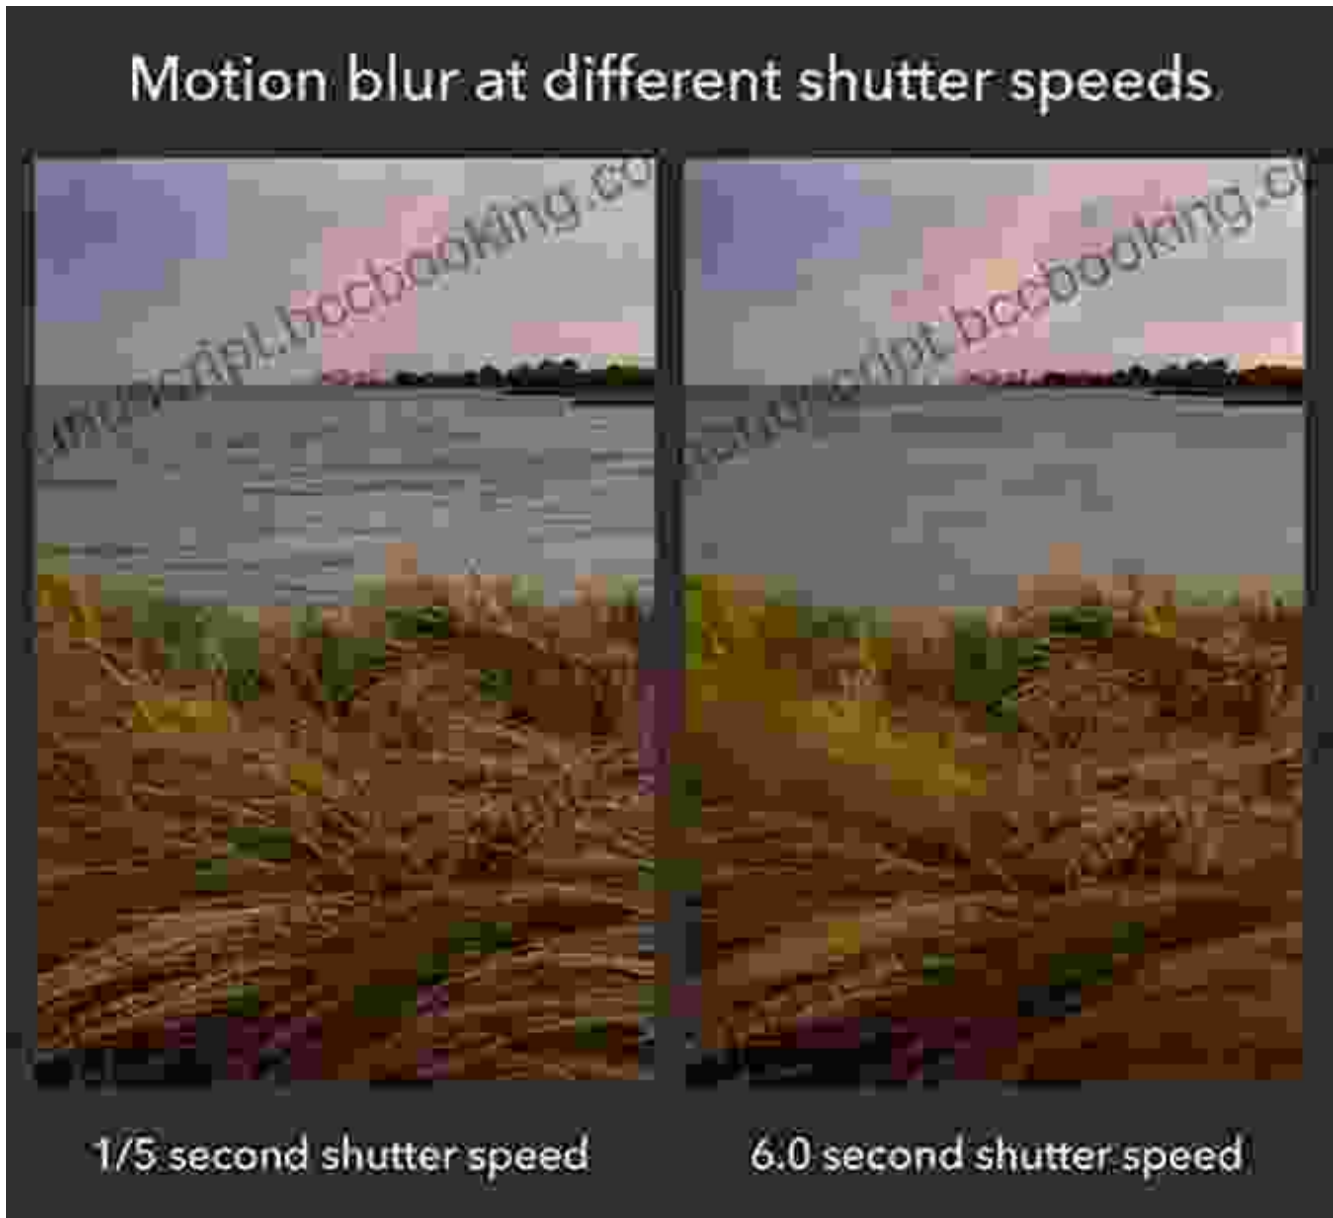 Motion blur at different shutter speeds
1/5 second shutter speed
6.0 second shutter speed